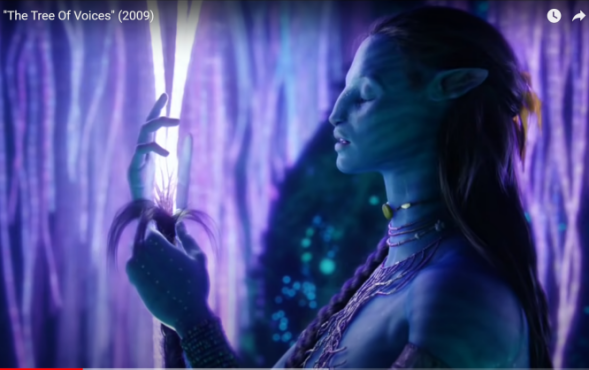 "The Tree Of Voices" (2009)